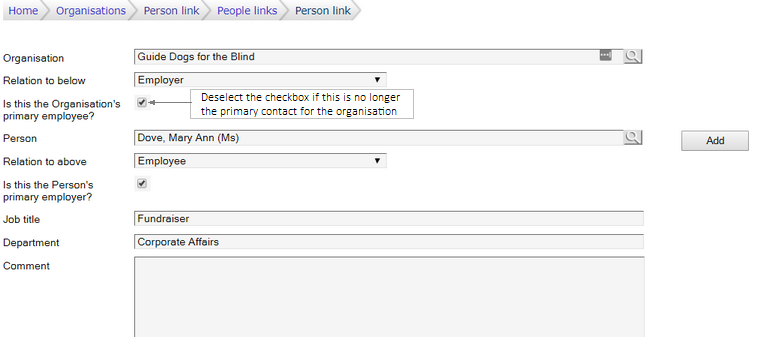 Home Organisations Person link People links Person link
Organisation Guide Dogs for the Blind
Relation to below Employer
Is this the Organisation's
primary employee?
Deselect the checkbox if this is no longer
the primary contact for the organisation
Person Dove, Mary Ann (Ms) Add
Relation to above Employee
Is this the Person's
primary employer?
Job title Fundraiser
Department Corporate Affairs
Comment